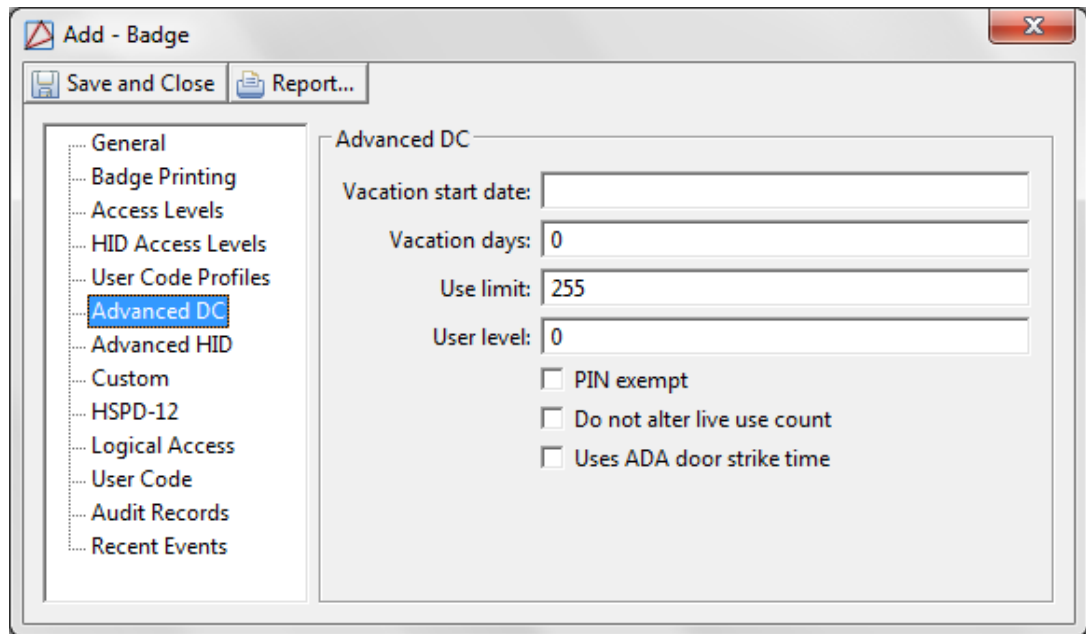 Add - Badge
Save and Close
Report...
General
Badge Printing
Access Levels
HID Access Levels
User Code Profiles
Advanced DC
Advanced HID
Custom
HSPD-12
Logical Access
User Code
Audit Records
Recent Events
Advanced DC
Vacation start date:
Vacation days: 0
Use limit: 255
User level: 0
PIN exempt
Do not alter live use count
Uses ADA door strike time